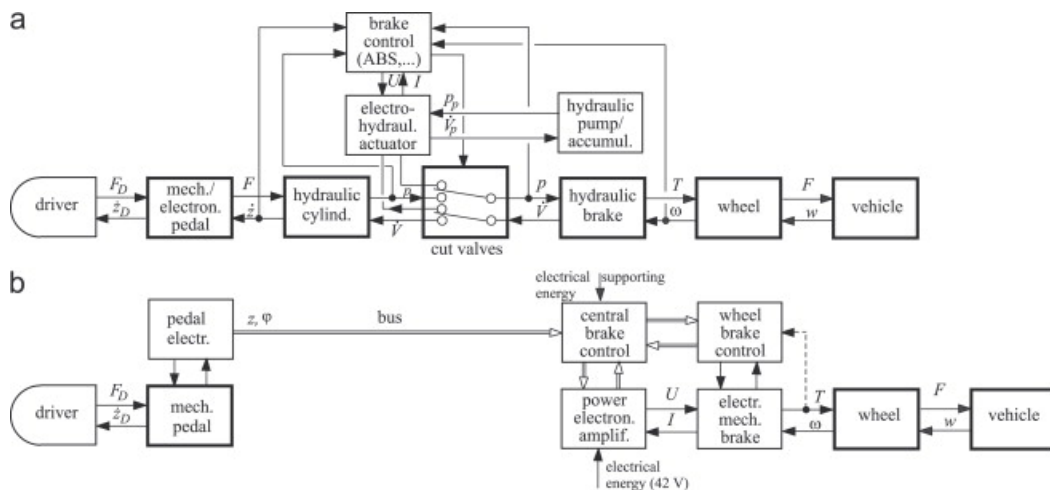 a
brake
control
(ABS,...)
U
I
electro-
hydraul.
actuator
p_p
V̇_p
hydraulic
pump/
accumul.
driver
F_D
ż_D
mech./
electron.
pedal
F
ż
hydraulic
cylind.
p
V̇
cut valves
p
V̇
hydraulic
brake
T
ω
wheel
F
w
vehicle
b
electrical supporting
energy
pedal
electr.
z, φ
bus
central
brake
control
wheel
brake
control
driver
F_D
ż_D
mech.
pedal
power
electron.
amplif.
U
I
electr.
mech.
brake
T
ω
wheel
F
w
vehicle
electrical
energy (42 V)